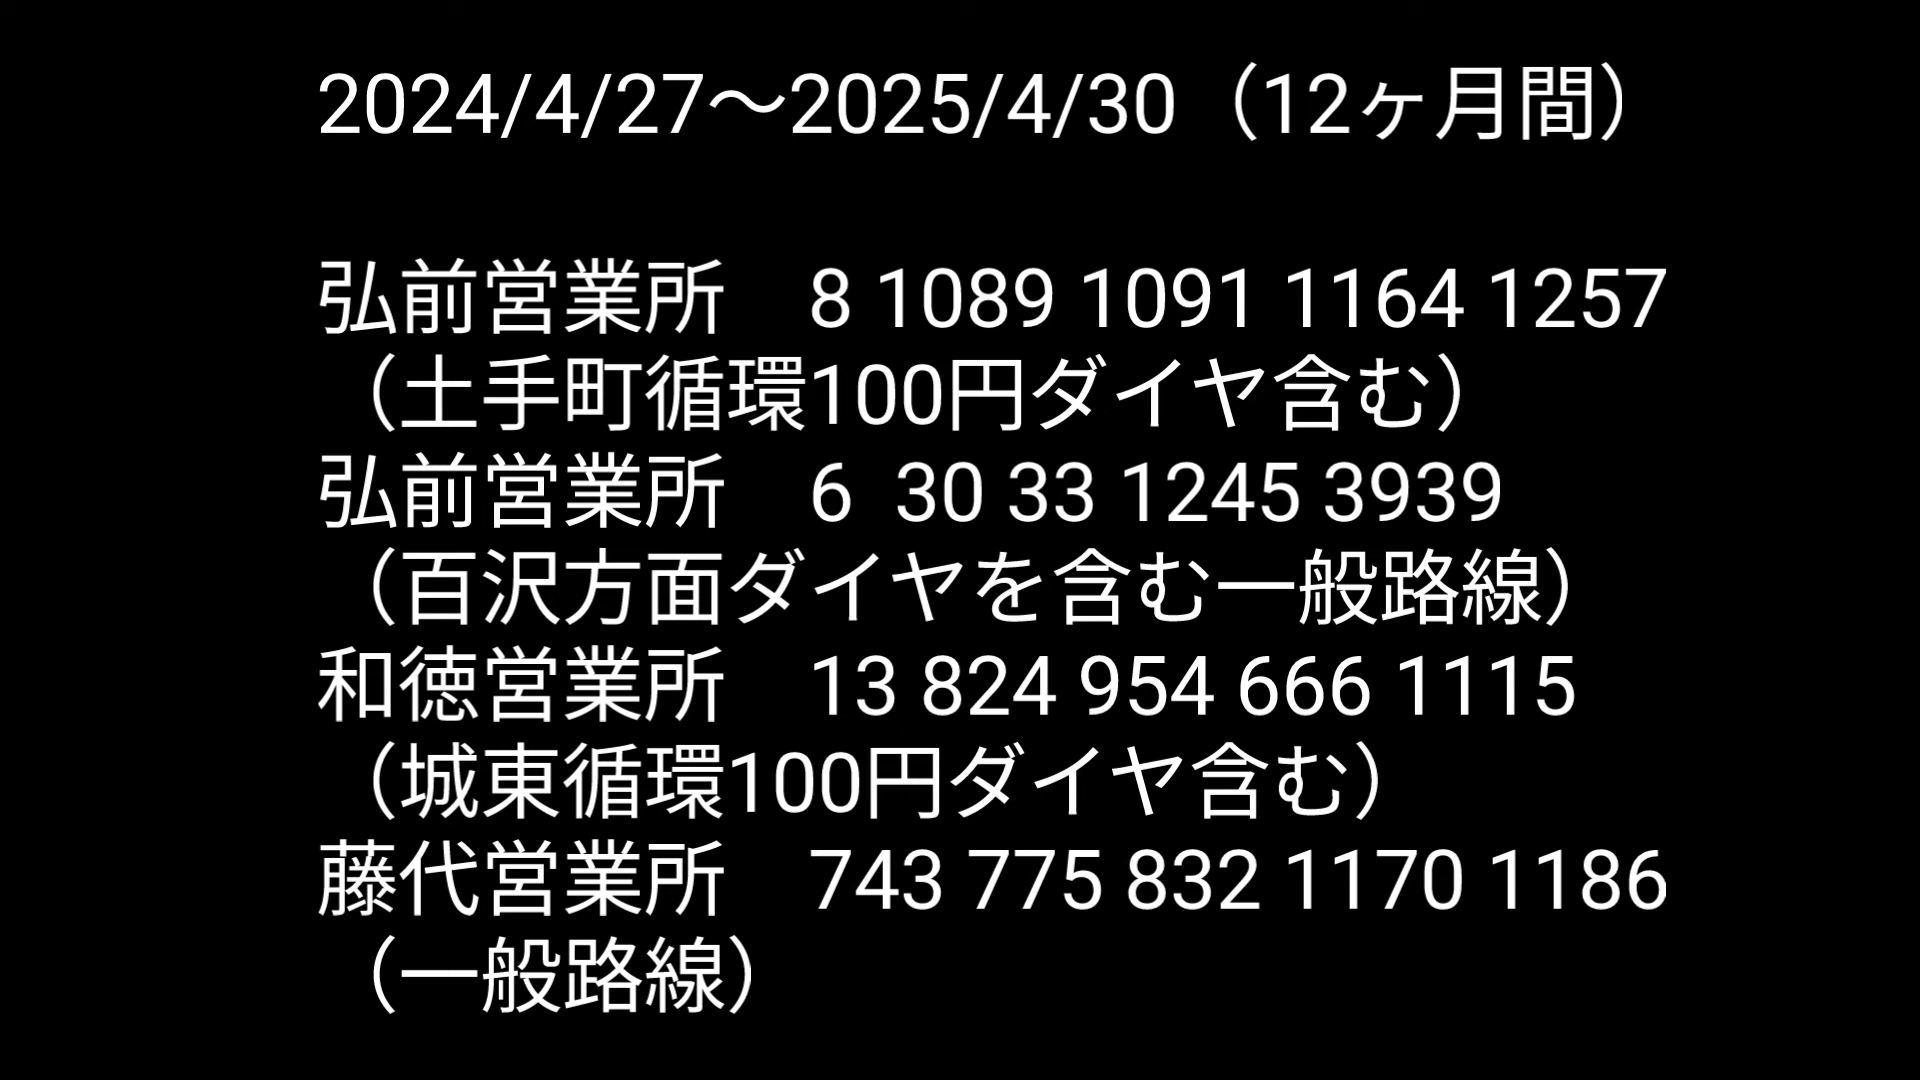 2024/4/27〜2025/4/30（12ヶ月間）
弘前営業所　8 1089 1091 1164 1257
（土手町循環100円ダイヤ含む）
弘前営業所　6  30 33 1245 3939
（百沢方面ダイヤを含む一般路線）
和徳営業所　13 824 954 666 1115
（城東循環100円ダイヤ含む）
藤代営業所　743 775 832 1170 1186
（一般路線）